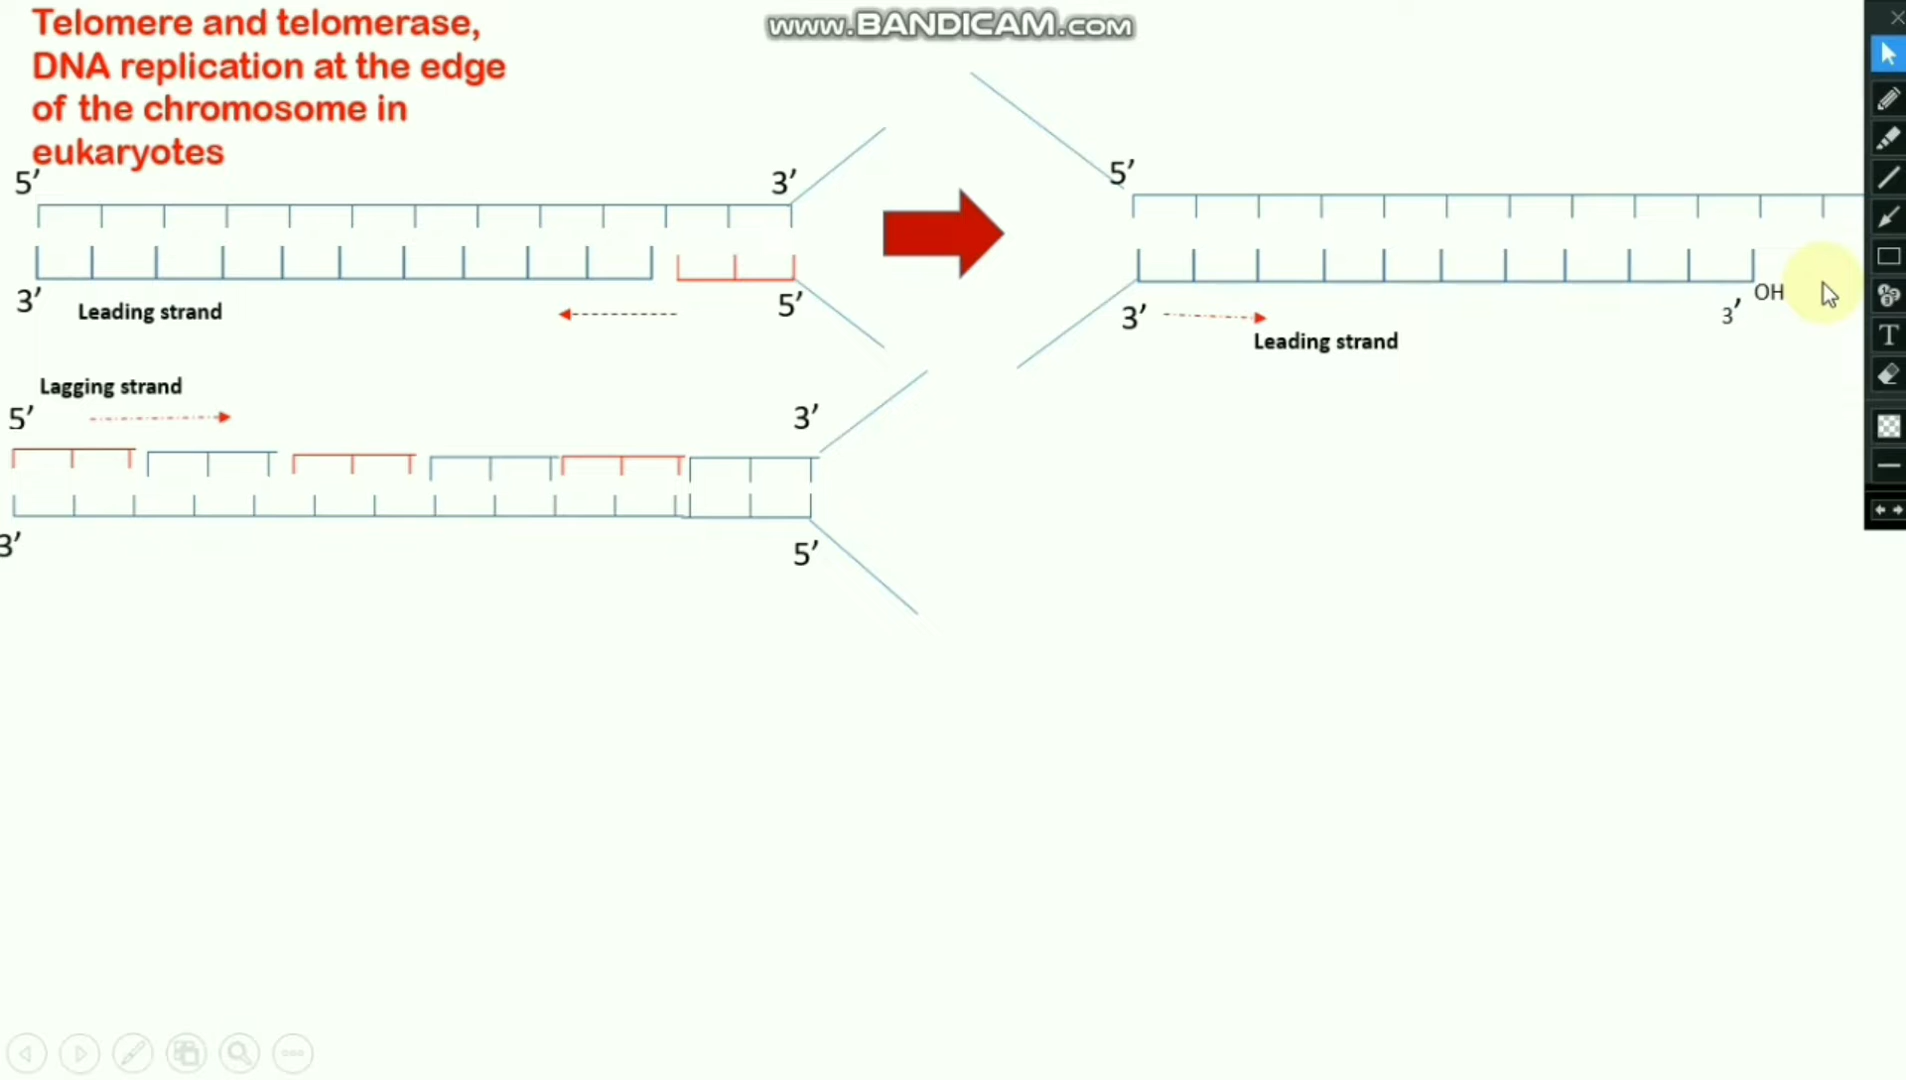 Telomere and telomerase,
DNA replication at the edge
of the chromosome in
eukaryotes
www.BANDICAM.com
5’ 3’
3’ 5’
Leading strand
5’
3’ 3’ OH
Leading strand
Lagging strand
5’ 3’
3’ 5’
T